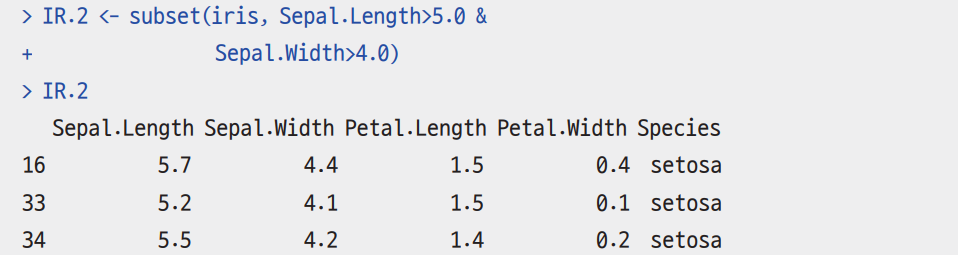 > IR.2 <- subset(iris, Sepal.Length>5.0 &
+                 Sepal.Width>4.0)
> IR.2
   Sepal.Length Sepal.Width Petal.Length Petal.Width Species
16          5.7         4.4          1.5         0.4  setosa
33          5.2         4.1          1.5         0.1  setosa
34          5.5         4.2          1.4         0.2  setosa